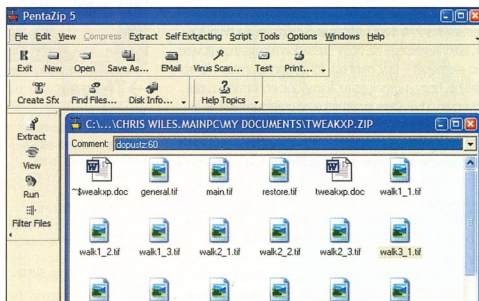 PentaZip 5
File Edit View Compress Extract Self Extracting Script Tools Options Windows Help
Exit New Open Save As... EMail Virus Scan... Test Print...
Create Sfx Find Files... Disk Info... Help Topics
Extract
View
Run
Filter Files
C:\...\CHRIS WILES.MAINPC\MY DOCUMENTS\TWEAKXP.ZIP
Comment: dopustz:60
~$weakxp.doc general.tif main.tif restore.tif tweakxp.doc walk1_1.tif
walk1_2.tif walk1_3.tif walk2_1.tif walk2_2.tif walk2_3.tif walk3_1.tif